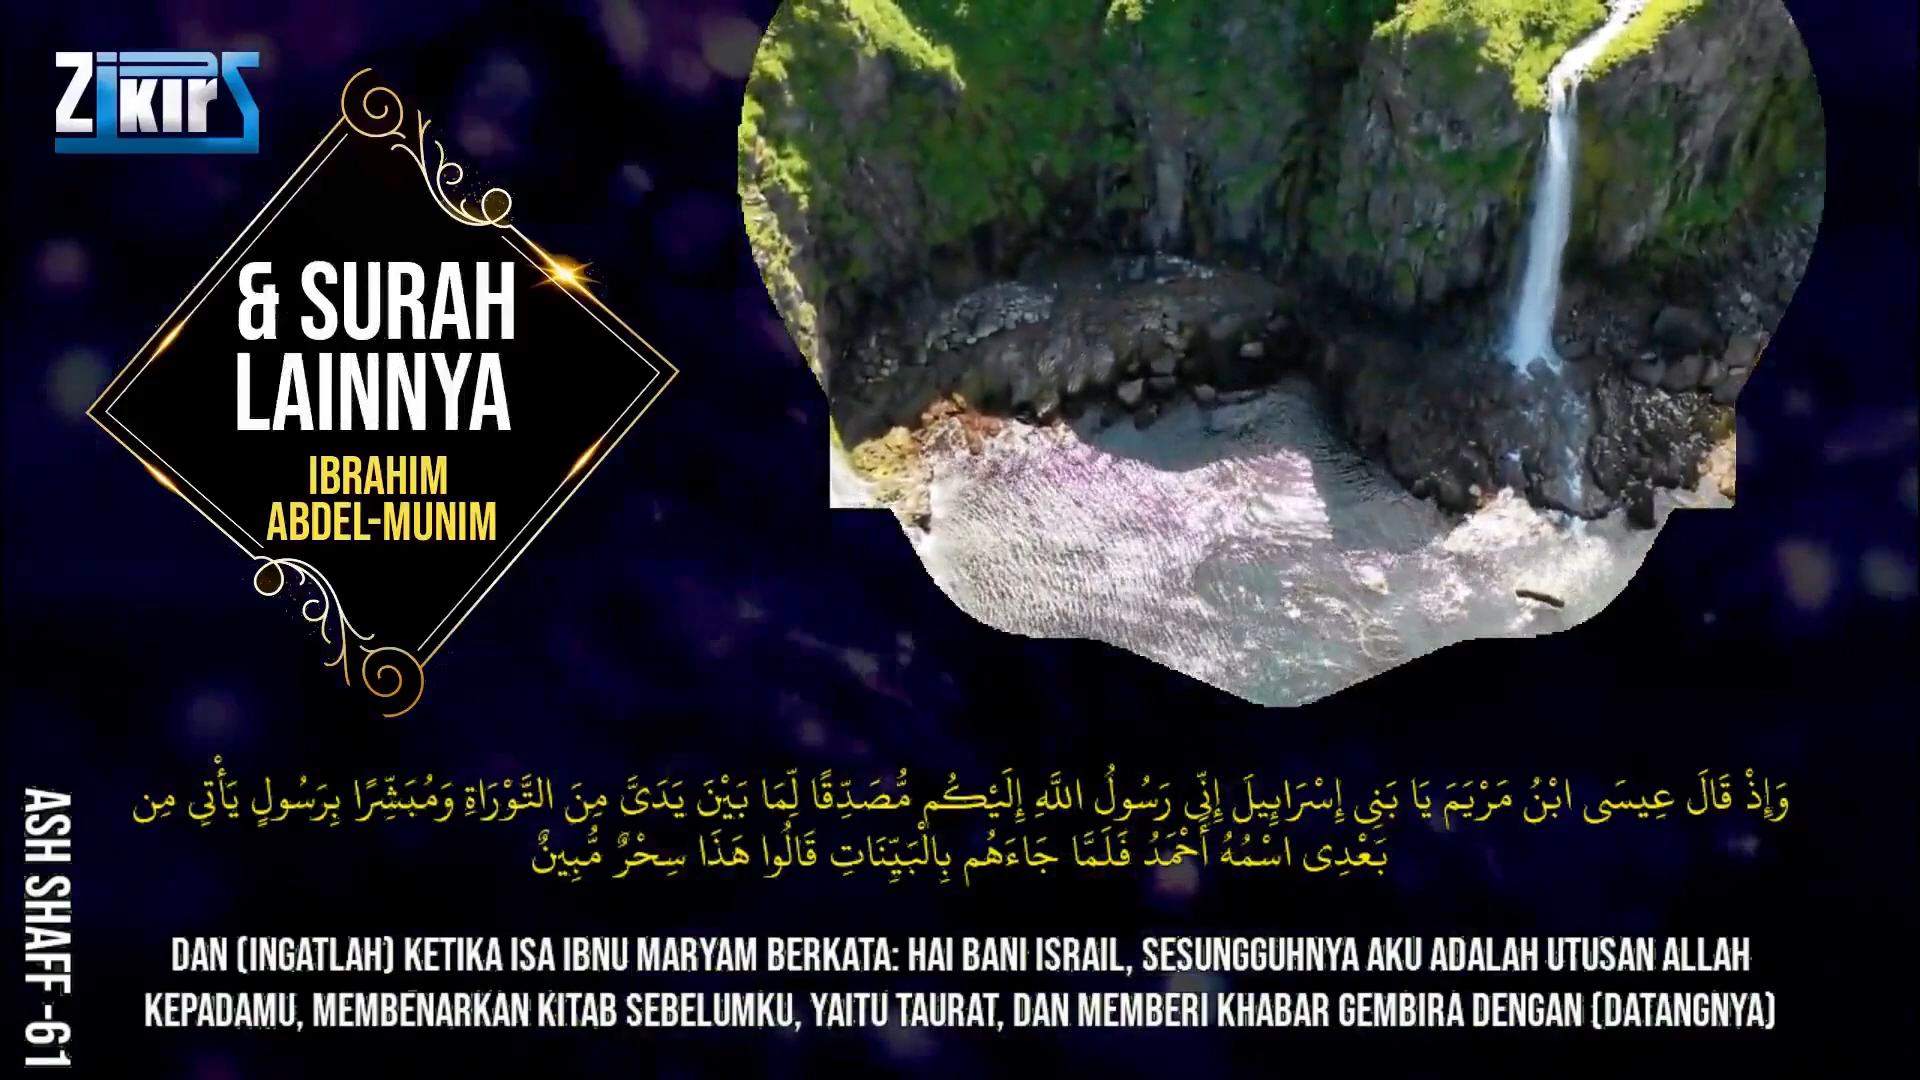 ZikirS
& SURAH
LAINNYA
IBRAHIM
ABDEL-MUNIM
وَإِذْ قَالَ عِيسَى ابْنُ مَرْيَمَ يَا بَنِى إِسْرَاءِيلَ إِنِّى رَسُولُ اللَّهِ إِلَيْكُم مُّصَدِّقًا لِّمَا بَيْنَ يَدَىَّ مِنَ التَّوْرَاةِ وَمُبَشِّرًا بِرَسُولٍ يَأْتِى مِن
بَعْدِى اسْمُهُ أَحْمَدُ فَلَمَّا جَاءَهُم بِالْبَيِّنَاتِ قَالُوا هَذَا سِحْرٌ مُّبِينٌ
DAN (INGATLAH) KETIKA ISA IBNU MARYAM BERKATA: HAI BANI ISRAIL, SESUNGGUHNYA AKU ADALAH UTUSAN ALLAH
KEPADAMU, MEMBENARKAN KITAB SEBELUMKU, YAITU TAURAT, DAN MEMBERI KHABAR GEMBIRA DENGAN (DATANGNYA)
ASH SHAFF -61